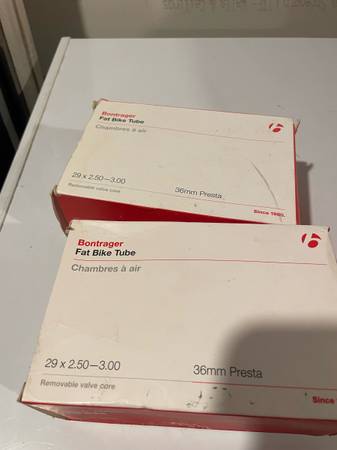 Bontrager
Fat Bike Tube
Chambres à air
29 x 2.50—3.00
36mm Presta
Removable valve core
Since 1980.
Bontrager
Fat Bike Tube
Chambres à air
29 x 2.50—3.00
36mm Presta
Removable valve core
Since